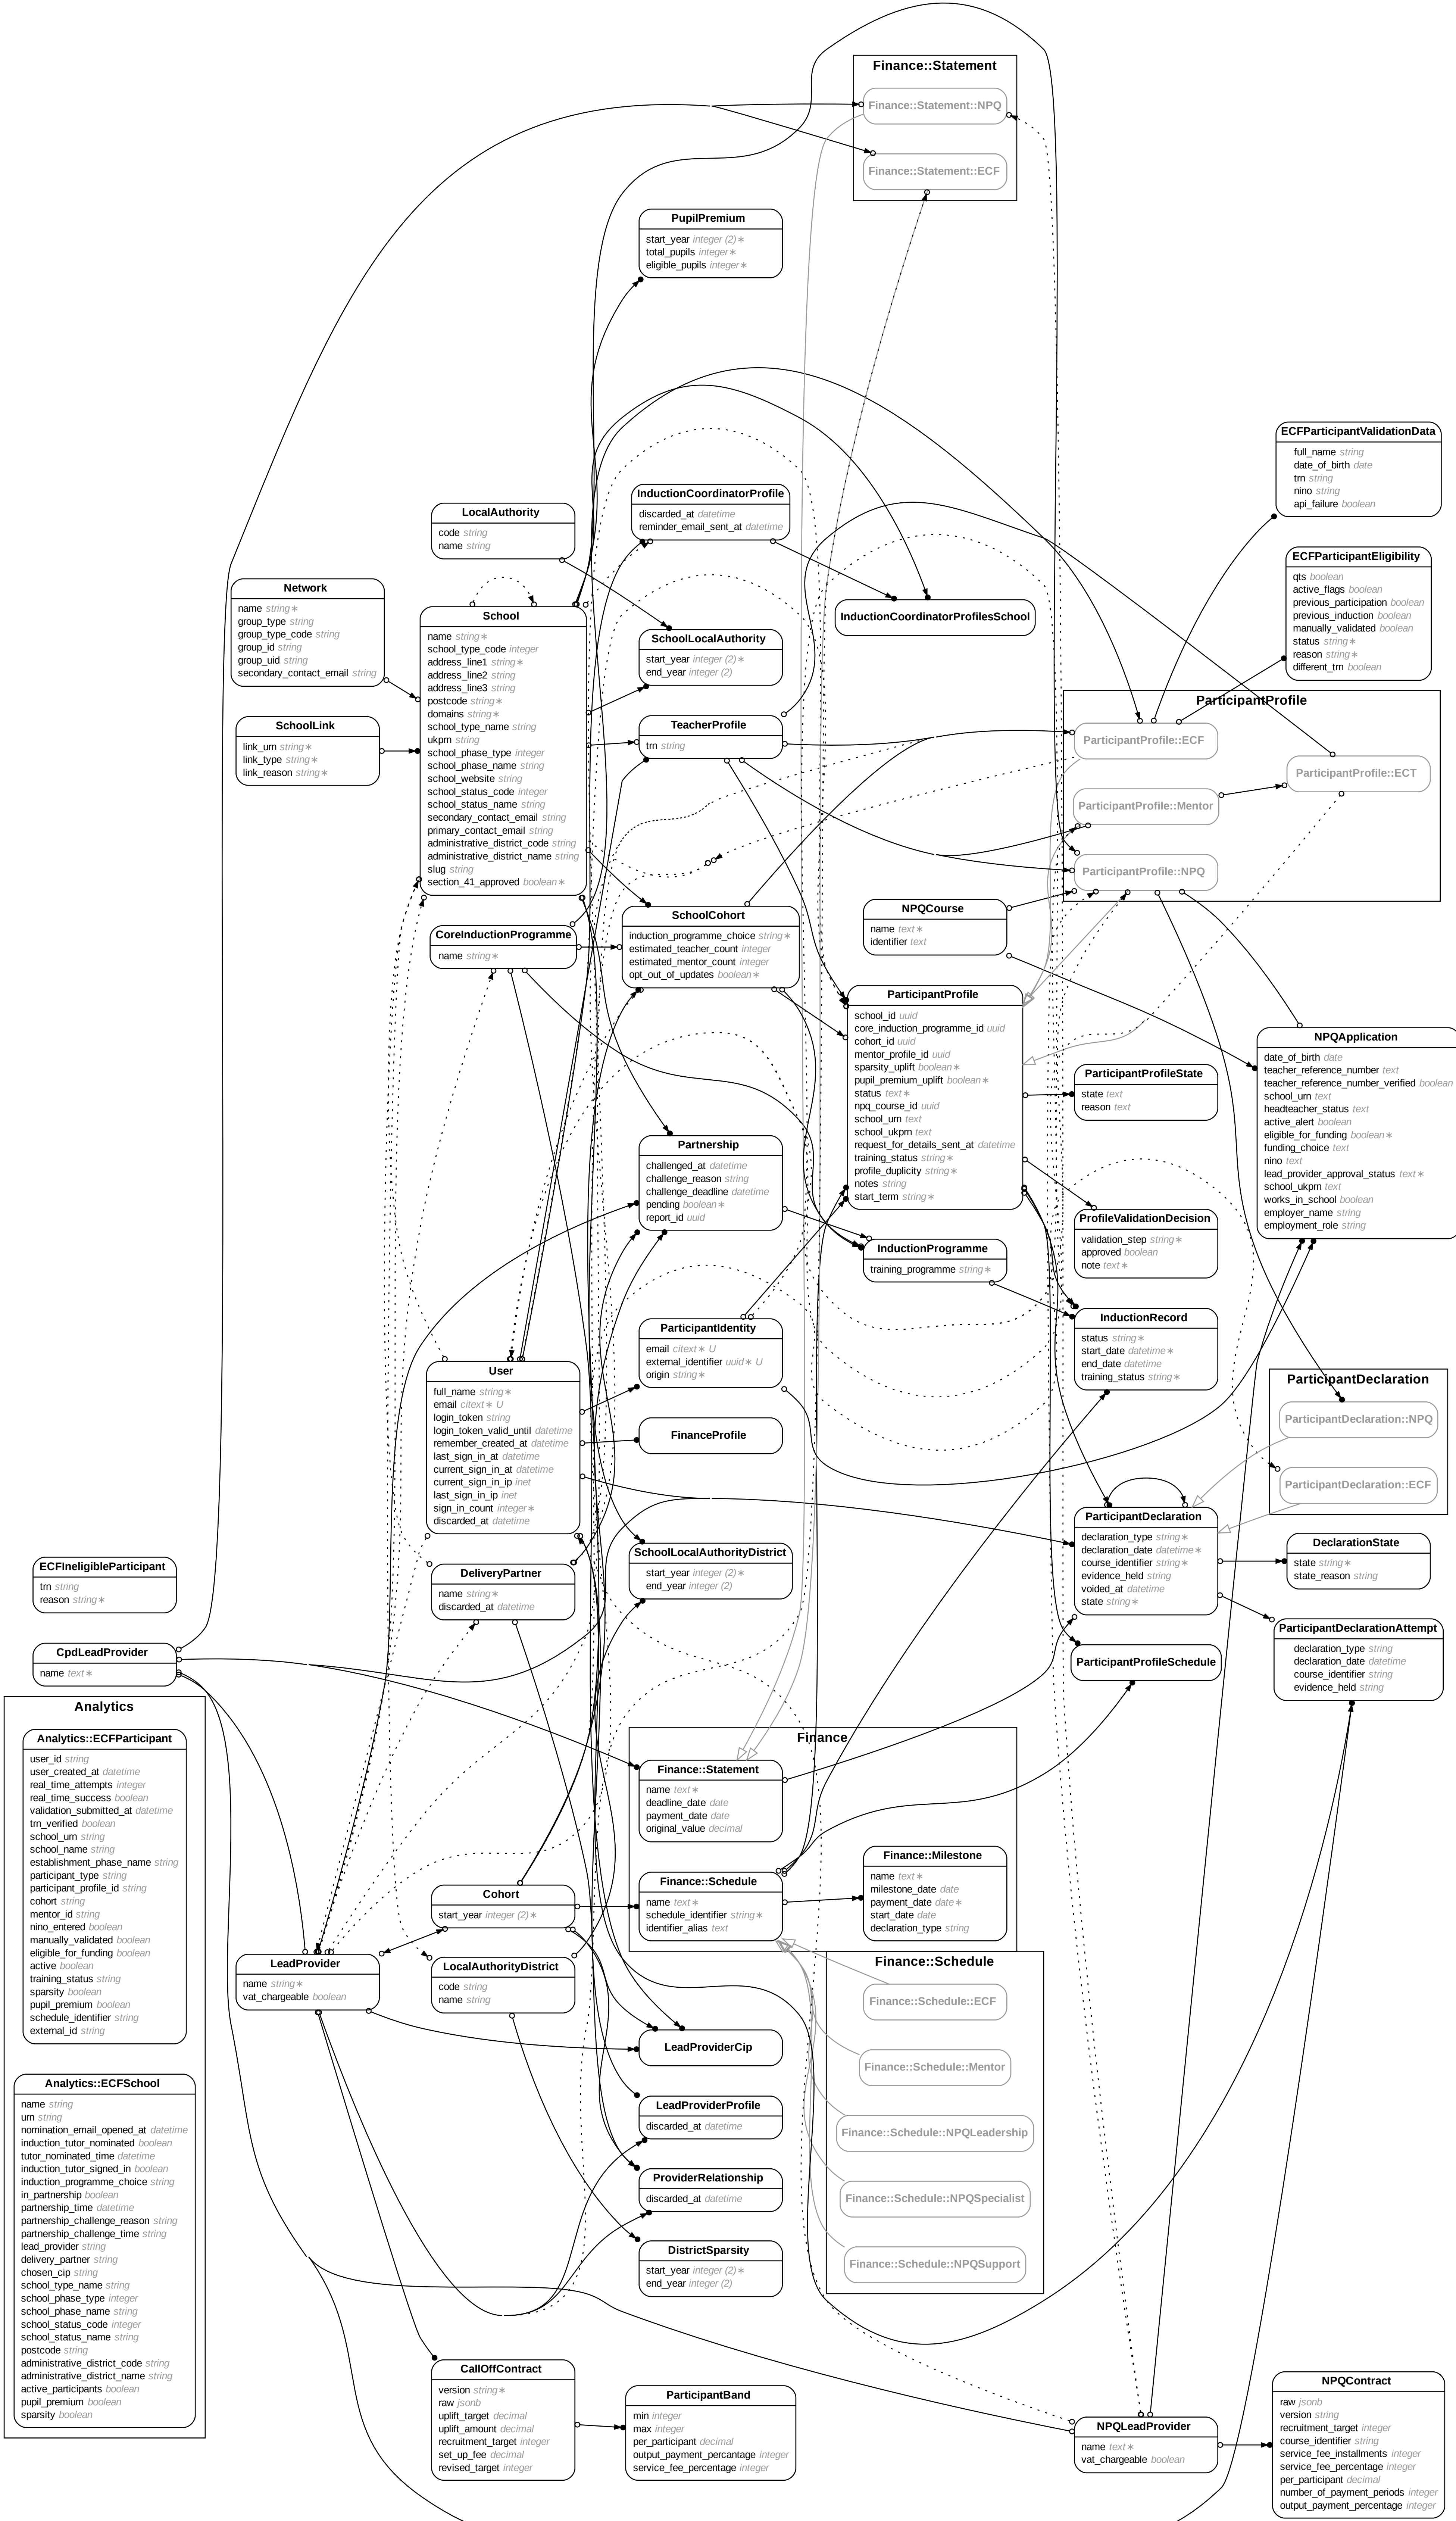 Finance::Statement
Finance::Statement::NPQ
Finance::Statement::ECF
PupilPremium
start_year integer (2)∗
total_pupils integer∗
eligible_pupils integer∗
ECFParticipantValidationData
full_name string
date_of_birth date
trn string
nino string
api_failure boolean
InductionCoordinatorProfile
discarded_at datetime
reminder_email_sent_at datetime
LocalAuthority
code string
name string
ECFParticipantEligibility
qts boolean
active_flags boolean
previous_participation boolean
previous_induction boolean
manually_validated boolean
status string∗
reason string∗
different_trn boolean
Network
name string∗
group_type string
group_type_code string
group_id string
group_uid string
secondary_contact_email string
InductionCoordinatorProfilesSchool
School
name string∗
school_type_code integer
address_line1 string∗
address_line2 string
address_line3 string
postcode string∗
domains string∗
school_type_name string
ukprn string
school_phase_type integer
school_phase_name string
school_website string
school_status_code integer
school_status_name string
secondary_contact_email string
primary_contact_email string
administrative_district_code string
administrative_district_name string
slug string
section_41_approved boolean∗
SchoolLocalAuthority
start_year integer (2)∗
end_year integer (2)
SchoolLink
link_urn string∗
link_type string∗
link_reason string∗
TeacherProfile
trn string
ParticipantProfile
ParticipantProfile::ECF
ParticipantProfile::ECT
ParticipantProfile::Mentor
ParticipantProfile::NPQ
NPQCourse
name text∗
identifier text
SchoolCohort
induction_programme_choice string∗
estimated_teacher_count integer
estimated_mentor_count integer
opt_out_of_updates boolean∗
CoreInductionProgramme
name string∗
ParticipantProfile
school_id uuid
core_induction_programme_id uuid
cohort_id uuid
mentor_profile_id uuid
sparsity_uplift boolean∗
pupil_premium_uplift boolean∗
status text∗
npq_course_id uuid
school_urn text
school_ukprn text
request_for_details_sent_at datetime
training_status string∗
profile_duplicity string∗
notes string
start_term string∗
NPQApplication
date_of_birth date
teacher_reference_number text
teacher_reference_number_verified boolean
school_urn text
headteacher_status text
active_alert boolean
eligible_for_funding boolean∗
funding_choice text
nino text
lead_provider_approval_status text∗
school_ukprn text
works_in_school boolean
employer_name string
employment_role string
ParticipantProfileState
state text
reason text
Partnership
challenged_at datetime
challenge_reason string
challenge_deadline datetime
pending boolean∗
report_id uuid
ProfileValidationDecision
validation_step string∗
approved boolean
note text∗
InductionProgramme
training_programme string∗
InductionRecord
status string∗
start_date datetime∗
end_date datetime
training_status string∗
ParticipantIdentity
email citext∗ U
external_identifier uuid∗ U
origin string∗
User
full_name string∗
email citext∗ U
login_token string
login_token_valid_until datetime
remember_created_at datetime
last_sign_in_at datetime
current_sign_in_at datetime
current_sign_in_ip inet
last_sign_in_ip inet
sign_in_count integer∗
discarded_at datetime
FinanceProfile
ParticipantDeclaration
ParticipantDeclaration::NPQ
ParticipantDeclaration::ECF
ParticipantDeclaration
declaration_type string∗
declaration_date datetime∗
course_identifier string∗
evidence_held string
voided_at datetime
state string∗
DeclarationState
state string∗
state_reason string
ECFIneligibleParticipant
trn string
reason string∗
DeliveryPartner
name string∗
discarded_at datetime
SchoolLocalAuthorityDistrict
start_year integer (2)∗
end_year integer (2)
ParticipantDeclarationAttempt
declaration_type string
declaration_date datetime
course_identifier string
evidence_held string
CpdLeadProvider
name text∗
ParticipantProfileSchedule
Analytics
Analytics::ECFParticipant
user_id string
user_created_at datetime
real_time_attempts integer
real_time_success boolean
validation_submitted_at datetime
trn_verified boolean
school_urn string
school_name string
establishment_phase_name string
participant_type string
participant_profile_id string
cohort string
mentor_id string
nino_entered boolean
manually_validated boolean
eligible_for_funding boolean
active boolean
training_status string
sparsity boolean
pupil_premium boolean
schedule_identifier string
external_id string
Analytics::ECFSchool
name string
urn string
nomination_email_opened_at datetime
induction_tutor_nominated boolean
tutor_nominated_time datetime
induction_tutor_signed_in boolean
induction_programme_choice string
in_partnership boolean
partnership_time datetime
partnership_challenge_reason string
partnership_challenge_time string
lead_provider string
delivery_partner string
chosen_cip string
school_type_name string
school_phase_type integer
school_phase_name string
school_status_code integer
school_status_name string
postcode string
administrative_district_code string
administrative_district_name string
active_participants boolean
pupil_premium boolean
sparsity boolean
Finance
Finance::Statement
name text∗
deadline_date date
payment_date date
original_value decimal
Finance::Schedule
name text∗
schedule_identifier string∗
identifier_alias text
Finance::Milestone
name text∗
milestone_date date
payment_date date∗
start_date date
declaration_type string
Cohort
start_year integer (2)∗
LeadProvider
name string∗
vat_chargeable boolean
LocalAuthorityDistrict
code string
name string
Finance::Schedule
Finance::Schedule::ECF
Finance::Schedule::Mentor
Finance::Schedule::NPQLeadership
Finance::Schedule::NPQSpecialist
Finance::Schedule::NPQSupport
LeadProviderCip
LeadProviderProfile
discarded_at datetime
ProviderRelationship
discarded_at datetime
DistrictSparsity
start_year integer (2)∗
end_year integer (2)
CallOffContract
version string∗
raw jsonb
uplift_target decimal
uplift_amount decimal
recruitment_target integer
set_up_fee decimal
revised_target integer
ParticipantBand
min integer
max integer
per_participant decimal
output_payment_percantage integer
service_fee_percentage integer
NPQLeadProvider
name text∗
vat_chargeable boolean
NPQContract
raw jsonb
version string
recruitment_target integer
course_identifier string
service_fee_installments integer
service_fee_percentage integer
per_participant decimal
number_of_payment_periods integer
output_payment_percentage integer